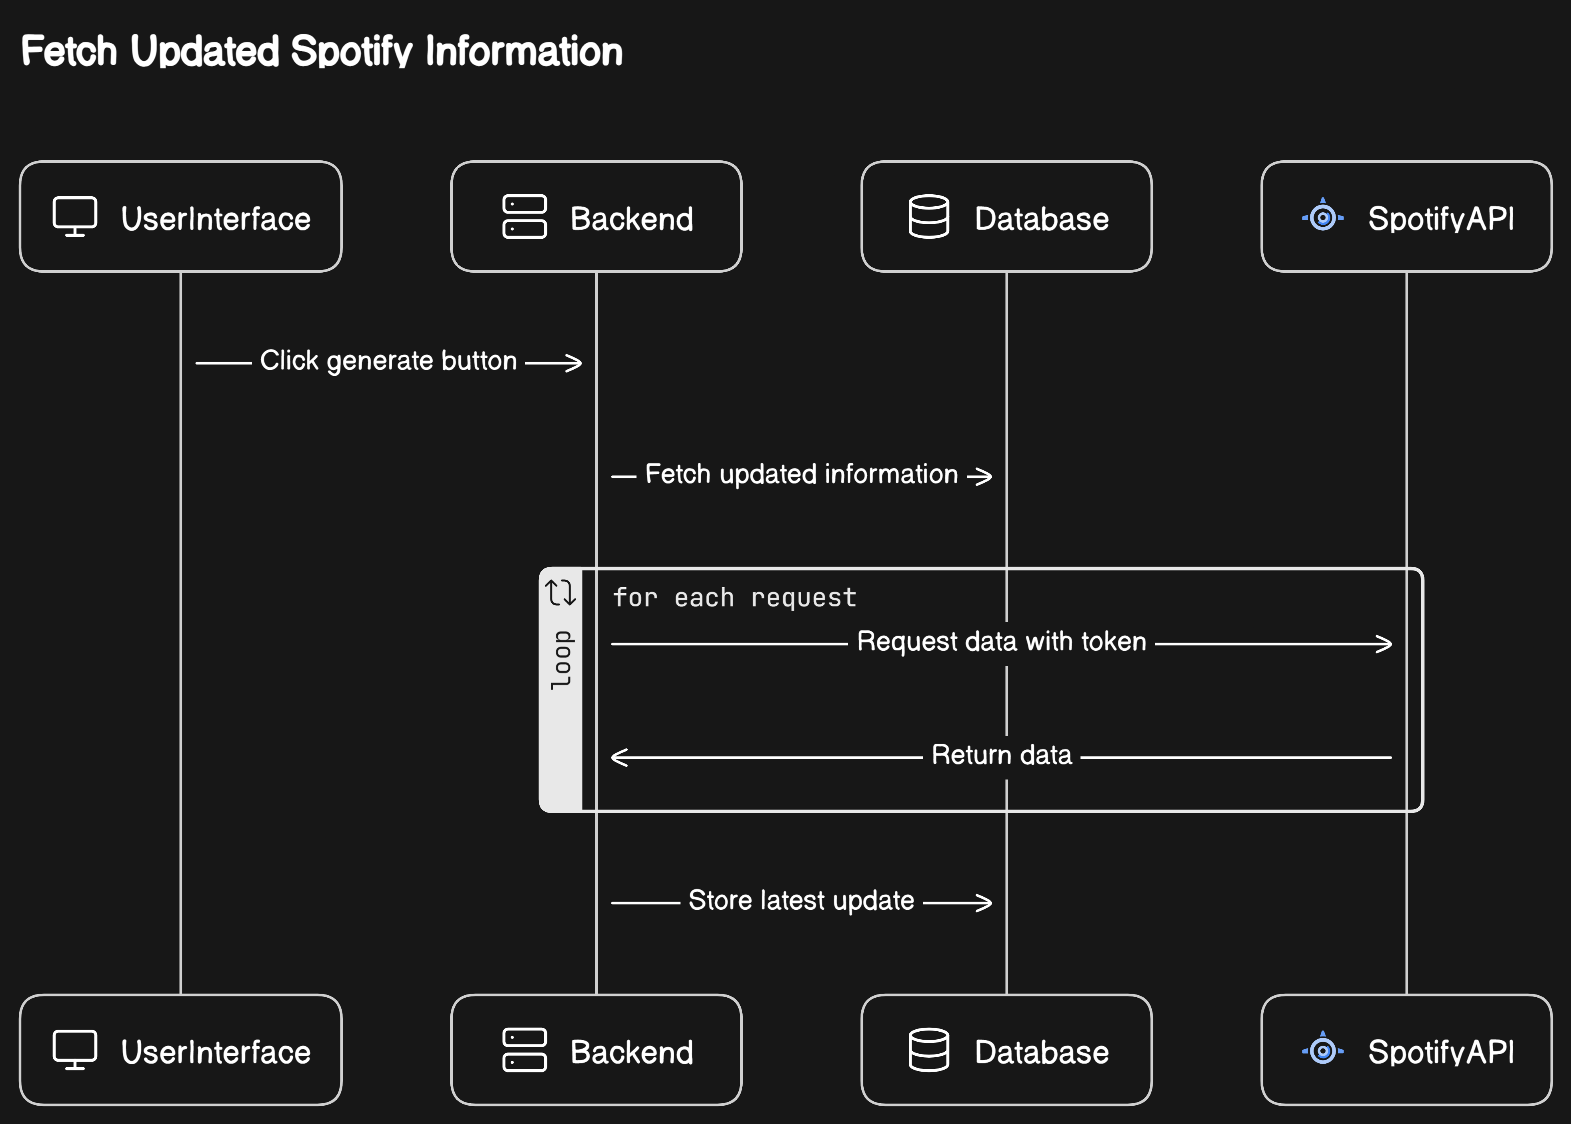 Fetch Updated Spotify Information
UserInterface
Backend
Database
SpotifyAPI
Click generate button
Fetch updated information
loop
for each request
Request data with token
Return data
Store latest update
UserInterface
Backend
Database
SpotifyAPI